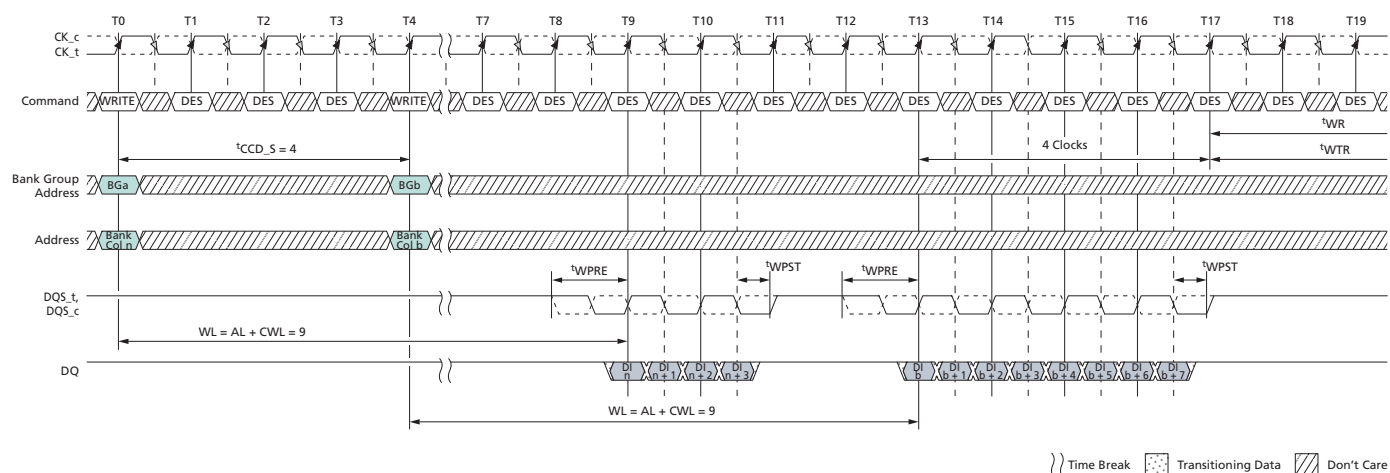 T0 T1 T2 T3 T4 T7 T8 T9 T10 T11 T12 T13 T14 T15 T16 T17 T18 T19
CK_c
CK_t
Command WRITE DES DES DES WRITE DES DES DES DES DES DES DES DES DES DES DES DES DES
tWR
tCCD_S = 4 4 Clocks
tWTR
Bank Group
Address BGa BGb
Address Bank
Col n Bank
Col b
tWPRE tWPST tWPRE tWPST
DQS_t,
DQS_c
WL = AL + CWL = 9
DQ DI
n DI
n + 1 DI
n + 2 DI
n + 3 DI
b DI
b + 1 DI
b + 2 DI
b + 3 DI
b + 4 DI
b + 5 DI
b + 6 DI
b + 7
WL = AL + CWL = 9
Time Break Transitioning Data Don't Care